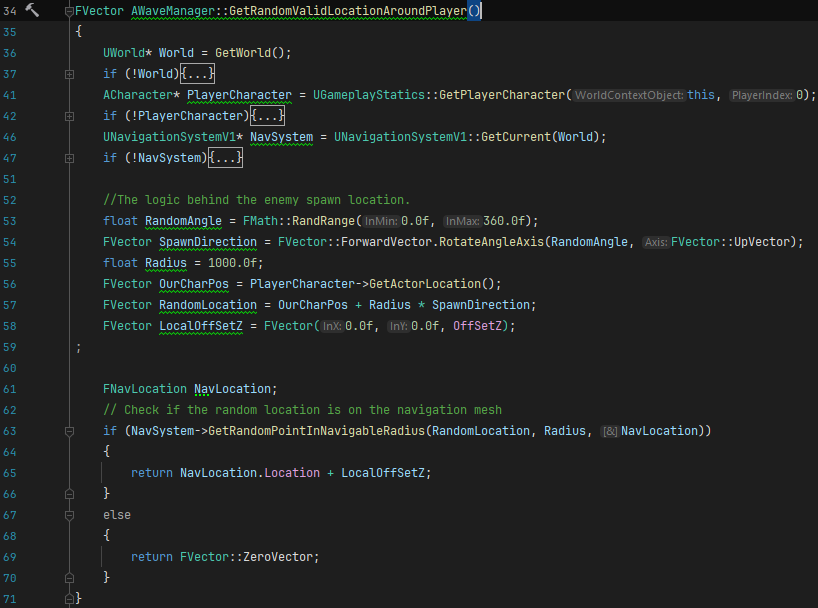 34 FVector AWaveManager::GetRandomValidLocationAroundPlayer()
35 {
36 UWorld* World = GetWorld();
37 if (!World){...}
41 ACharacter* PlayerCharacter = UGameplayStatics::GetPlayerCharacter( WorldContextObject: this, PlayerIndex: 0);
42 if (!PlayerCharacter){...}
46 UNavigationSystemV1* NavSystem = UNavigationSystemV1::GetCurrent(World);
47 if (!NavSystem){...}
51
52 //The logic behind the enemy spawn location.
53 float RandomAngle = FMath::RandRange( InMin: 0.0f, InMax: 360.0f);
54 FVector SpawnDirection = FVector::ForwardVector.RotateAngleAxis(RandomAngle, Axis: FVector::UpVector);
55 float Radius = 1000.0f;
56 FVector OurCharPos = PlayerCharacter->GetActorLocation();
57 FVector RandomLocation = OurCharPos + Radius * SpawnDirection;
58 FVector LocalOffSetZ = FVector( InX: 0.0f, InY: 0.0f, OffSetZ);
59 ;
60
61 FNavLocation NavLocation;
62 // Check if the random location is on the navigation mesh
63 if (NavSystem->GetRandomPointInNavigableRadius(RandomLocation, Radius, [&] NavLocation))
64 {
65 return NavLocation.Location + LocalOffSetZ;
66 }
67 else
68 {
69 return FVector::ZeroVector;
70 }
71 }